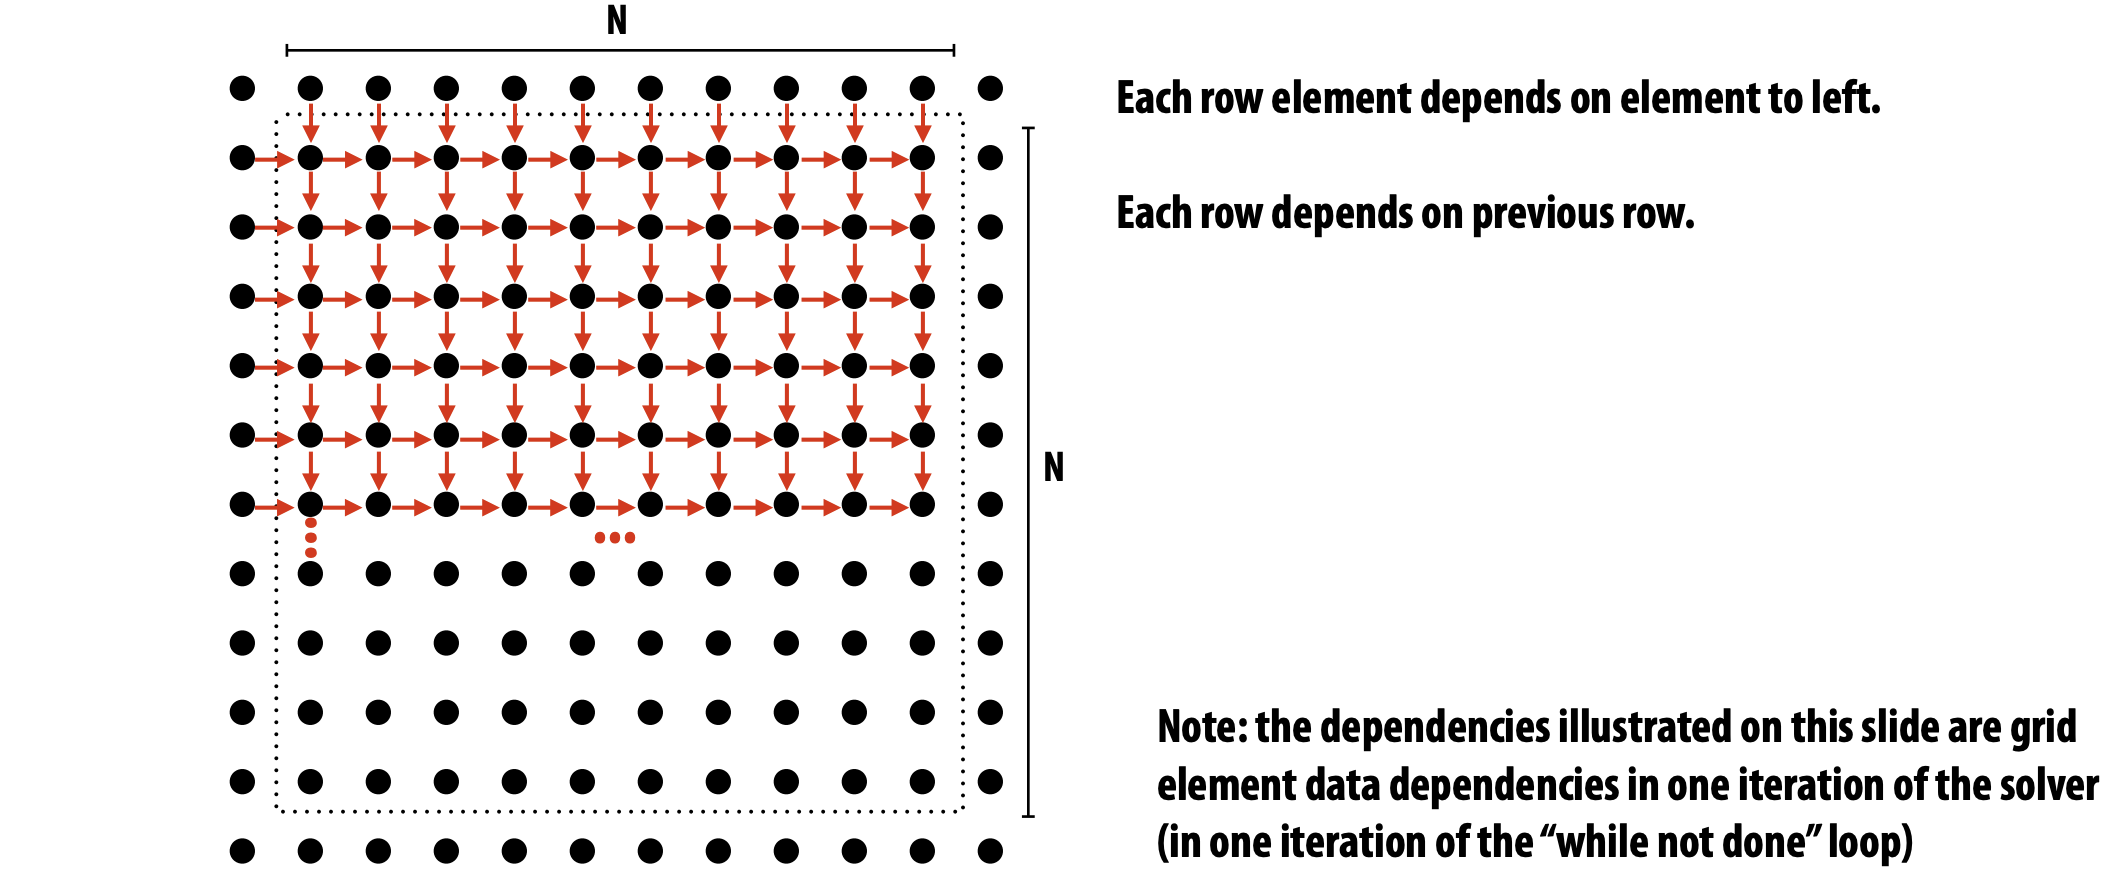 N
Each row element depends on element to left.
Each row depends on previous row.
N
Note: the dependencies illustrated on this slide are grid
element data dependencies in one iteration of the solver
(in one iteration of the “while not done” loop)